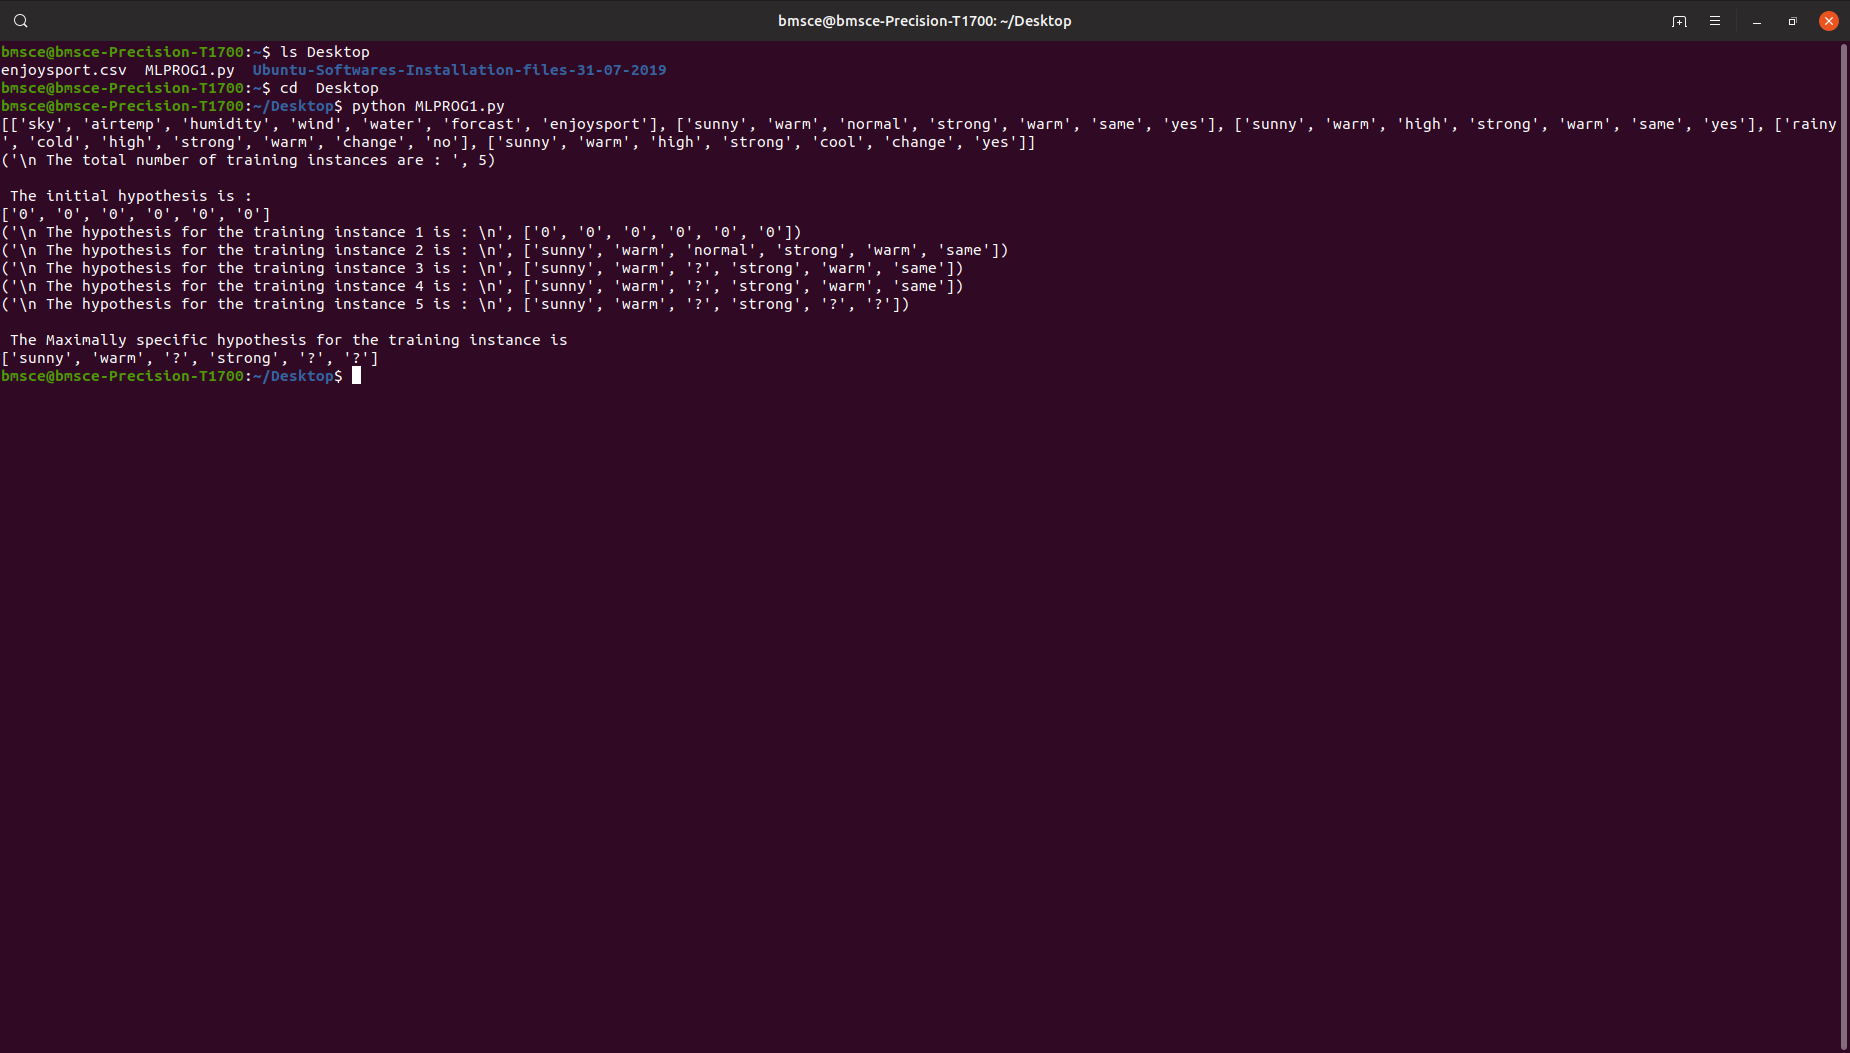 bmsce@bmsce-Precision-T1700: ~/Desktop
bmsce@bmsce-Precision-T1700:~$ ls Desktop
enjoysport.csv  MLPROG1.py  Ubuntu-Softwares-Installation-files-31-07-2019
bmsce@bmsce-Precision-T1700:~$ cd  Desktop
bmsce@bmsce-Precision-T1700:~/Desktop$ python MLPROG1.py
[['sky', 'airtemp', 'humidity', 'wind', 'water', 'forcast', 'enjoysport'], ['sunny', 'warm', 'normal', 'strong', 'warm', 'same', 'yes'], ['sunny', 'warm', 'high', 'strong', 'warm', 'same', 'yes'], ['rainy
', 'cold', 'high', 'strong', 'warm', 'change', 'no'], ['sunny', 'warm', 'high', 'strong', 'cool', 'change', 'yes']]
('\n The total number of training instances are : ', 5)
 The initial hypothesis is :
['0', '0', '0', '0', '0', '0']
('\n The hypothesis for the training instance 1 is : \n', ['0', '0', '0', '0', '0', '0'])
('\n The hypothesis for the training instance 2 is : \n', ['sunny', 'warm', 'normal', 'strong', 'warm', 'same'])
('\n The hypothesis for the training instance 3 is : \n', ['sunny', 'warm', '?', 'strong', 'warm', 'same'])
('\n The hypothesis for the training instance 4 is : \n', ['sunny', 'warm', '?', 'strong', 'warm', 'same'])
('\n The hypothesis for the training instance 5 is : \n', ['sunny', 'warm', '?', 'strong', '?', '?'])
 The Maximally specific hypothesis for the training instance is
['sunny', 'warm', '?', 'strong', '?', '?']
bmsce@bmsce-Precision-T1700:~/Desktop$